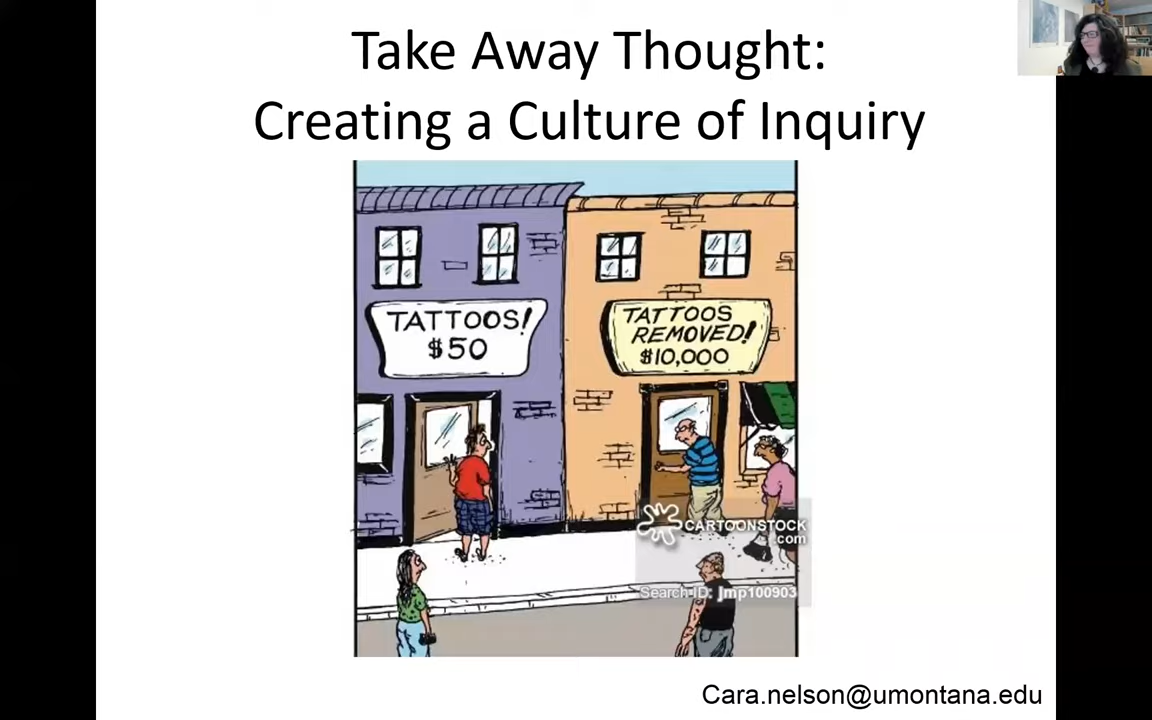 Take Away Thought:
Creating a Culture of Inquiry
TATTOOS!
$50
TATTOOS
REMOVED!
$10,000
CARTOONSTOCK
.com
Search ID: jmp100903
Cara.nelson@umontana.edu